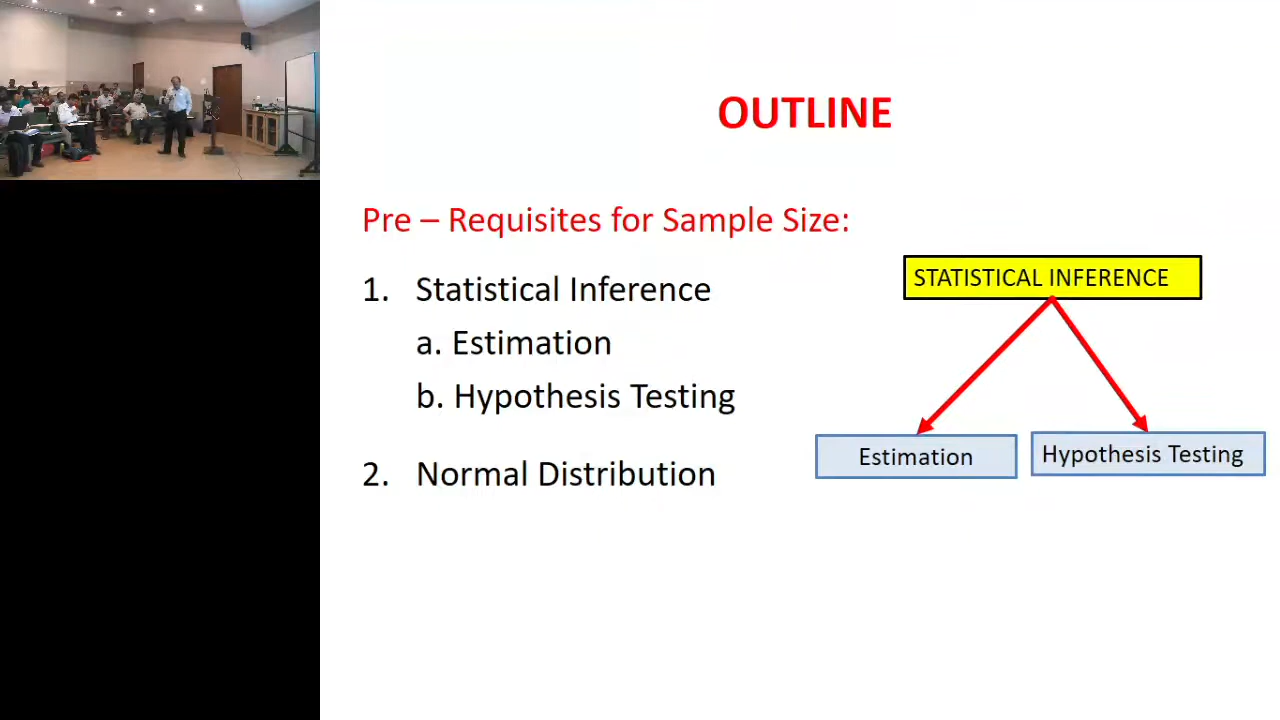 OUTLINE
Pre – Requisites for Sample Size:
1. Statistical Inference
a. Estimation
b. Hypothesis Testing
2. Normal Distribution
STATISTICAL INFERENCE
Estimation
Hypothesis Testing